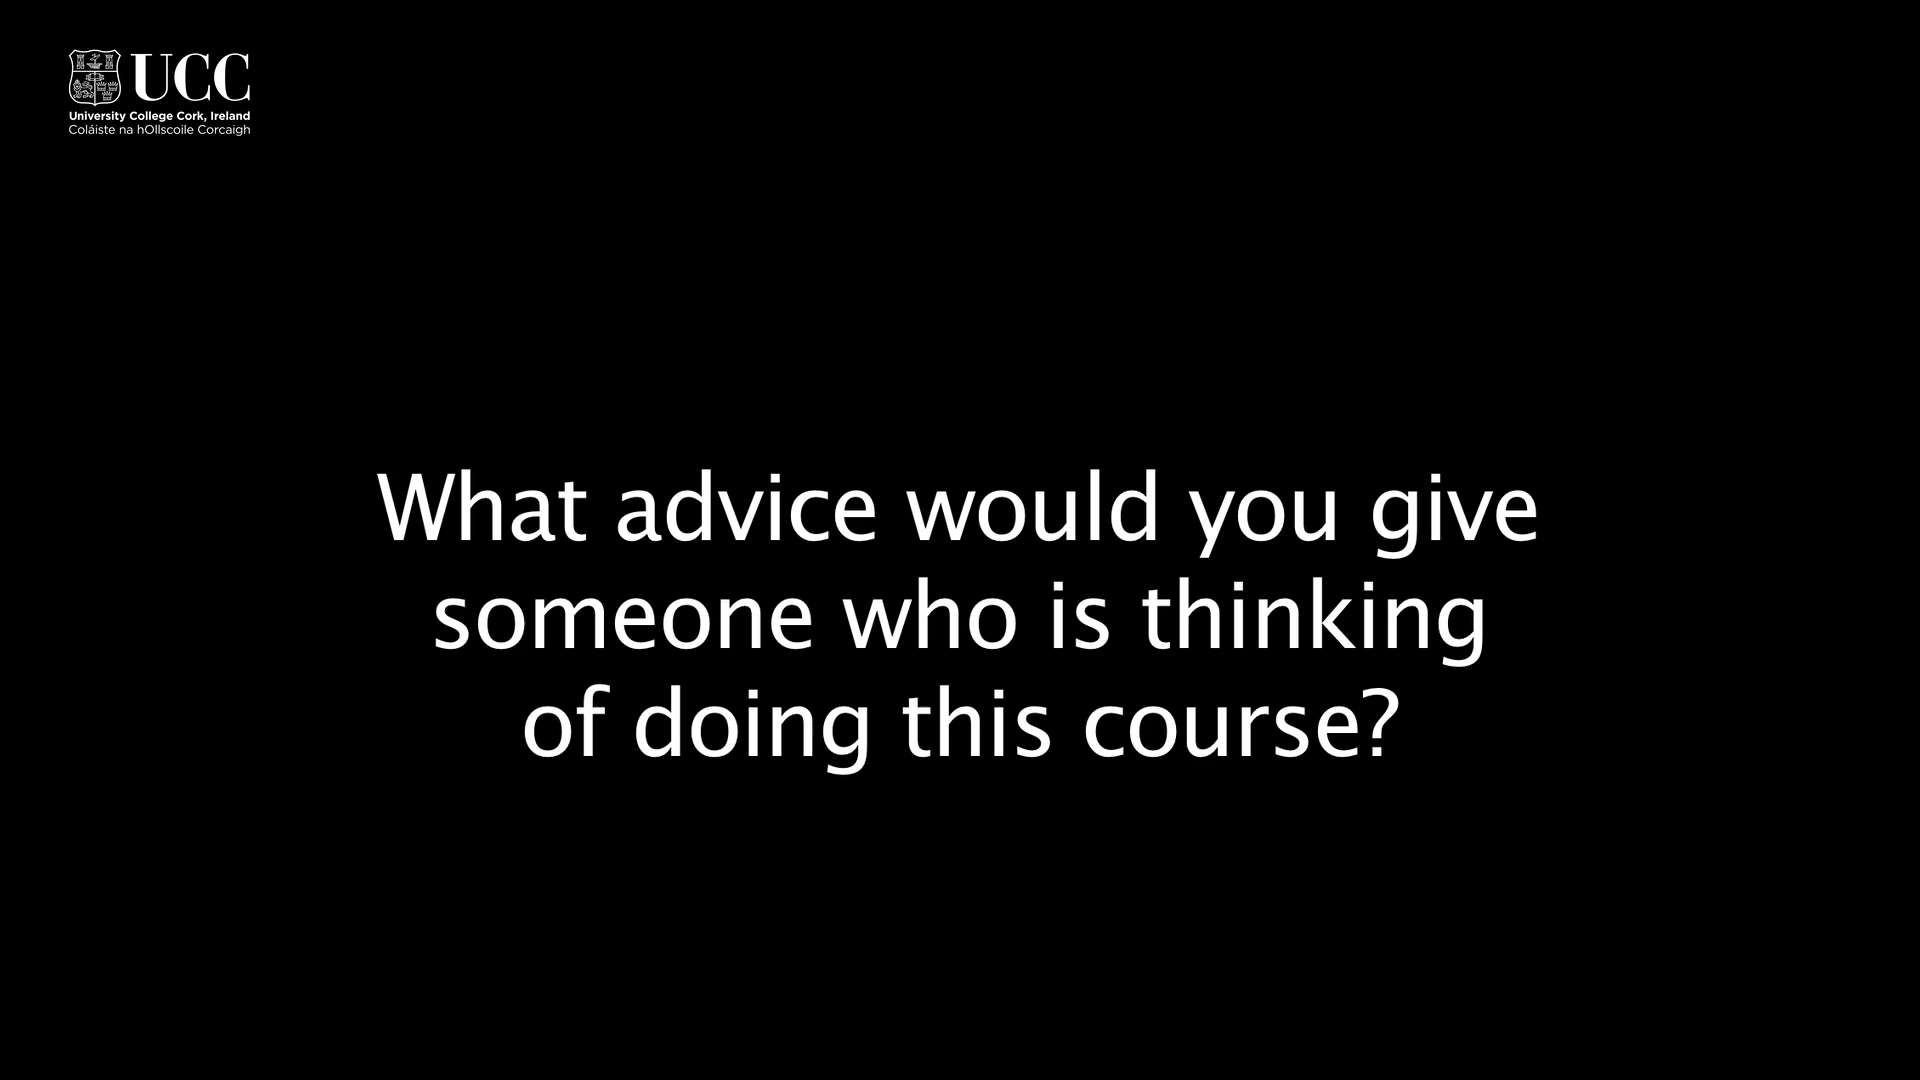 UCC
University College Cork, Ireland
Coláiste na hOllscoile Corcaigh
What advice would you give
someone who is thinking
of doing this course?